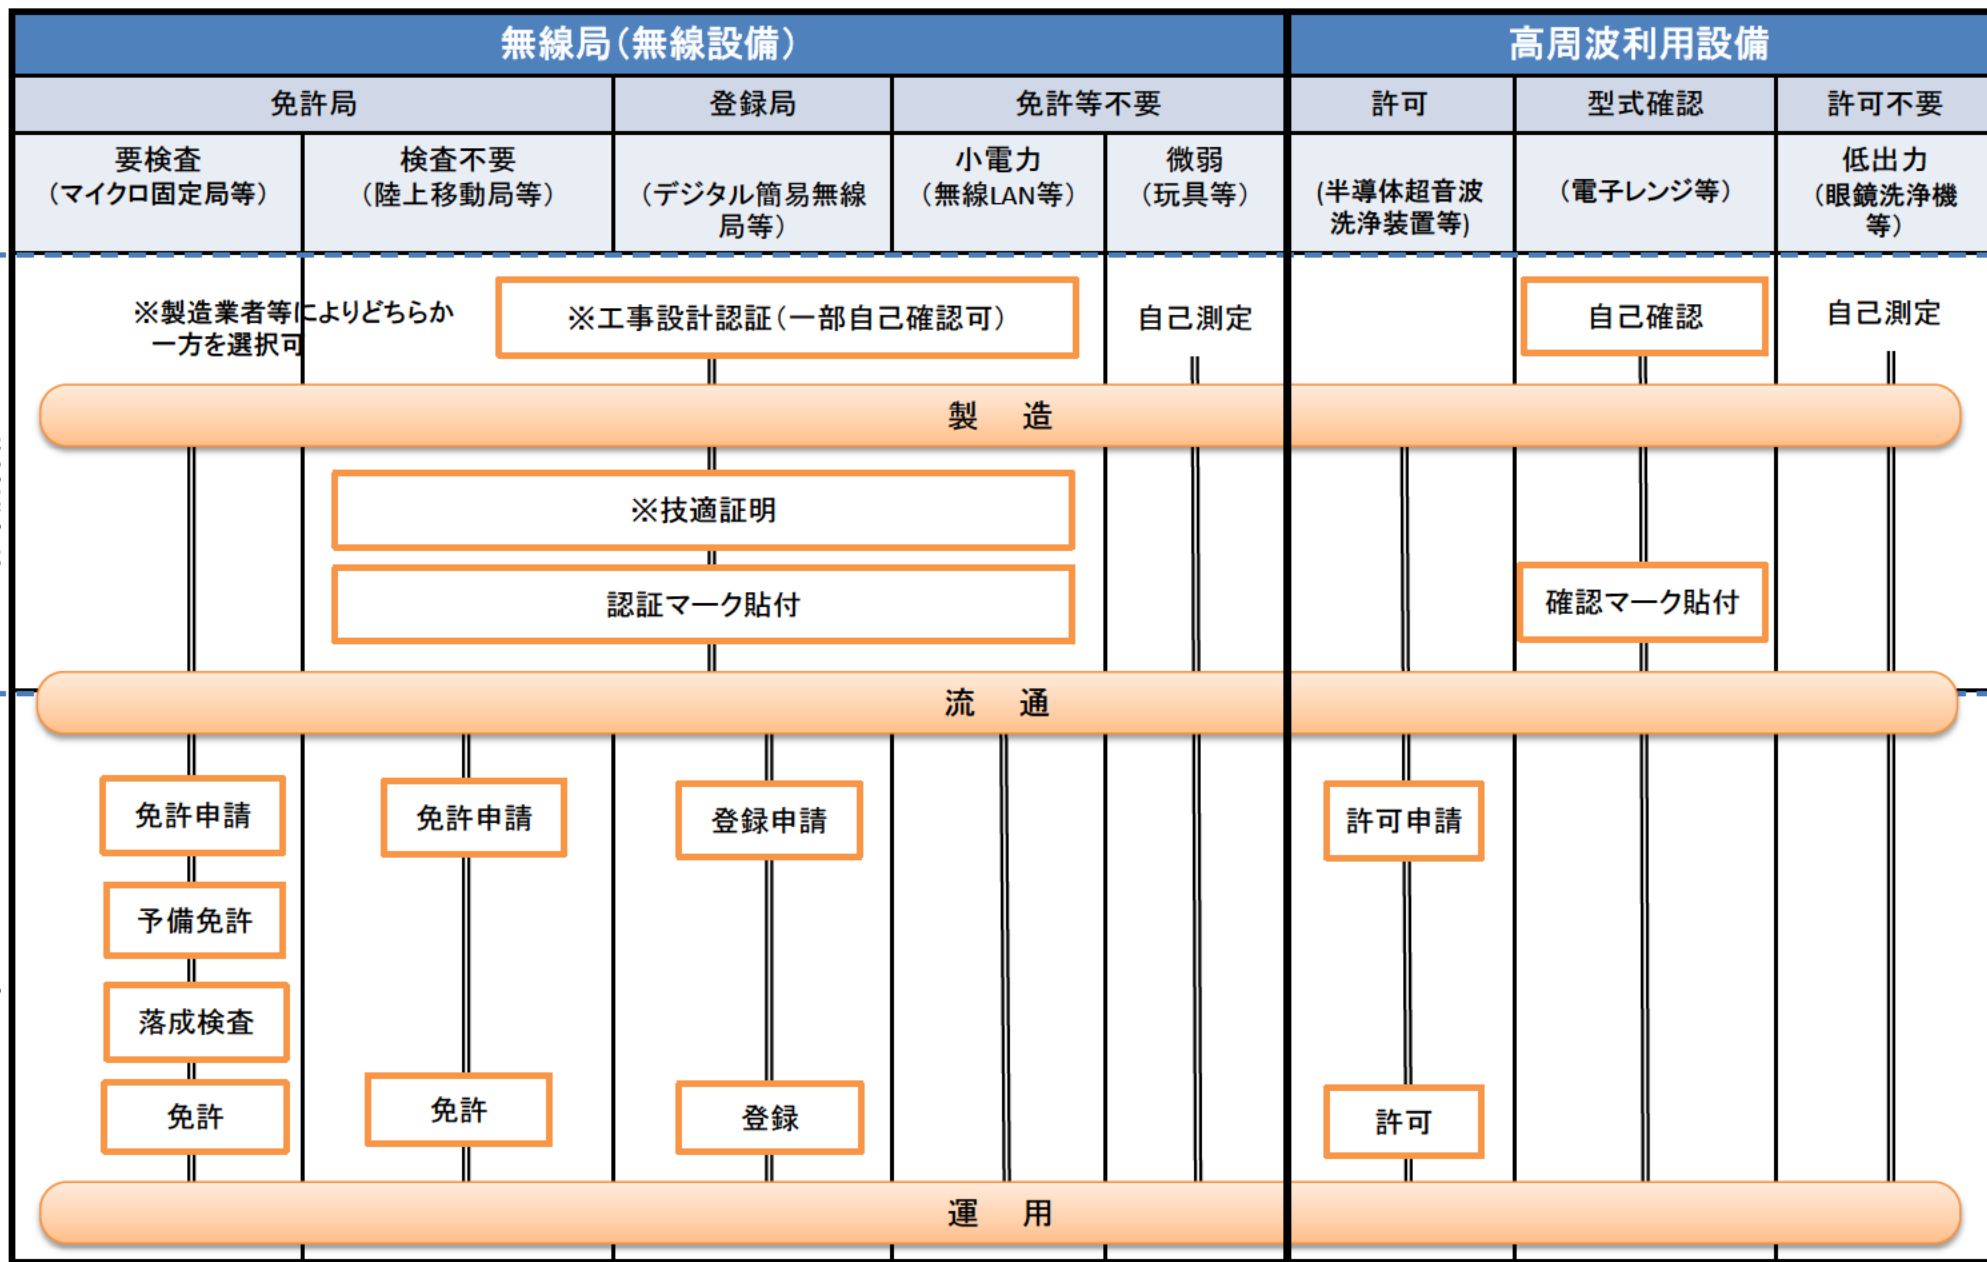 無線局（無線設備）
高周波利用設備
免許局
登録局
免許等不要
許可
型式確認
許可不要
要検査
（マイクロ固定局等）
検査不要
（陸上移動局等）
（デジタル簡易無線
局等）
小電力
（無線LAN等）
微弱
（玩具等）
(半導体超音波
洗浄装置等)
（電子レンジ等）
低出力
（眼鏡洗浄機
等）
※製造業者等によりどちらか
一方を選択可
※工事設計認証（一部自己確認可）
自己測定
自己確認
自己測定
製　造
※技適証明
認証マーク貼付
確認マーク貼付
流　通
免許申請
免許申請
登録申請
許可申請
予備免許
落成検査
免許
免許
登録
許可
運　用